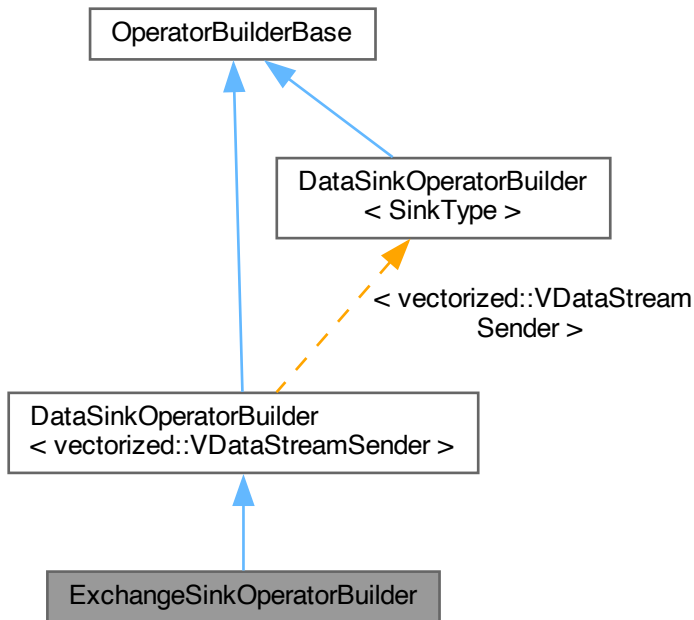 OperatorBuilderBase
DataSinkOperatorBuilder
< SinkType >
< vectorized::VDataStream
Sender >
DataSinkOperatorBuilder
< vectorized::VDataStreamSender >
ExchangeSinkOperatorBuilder